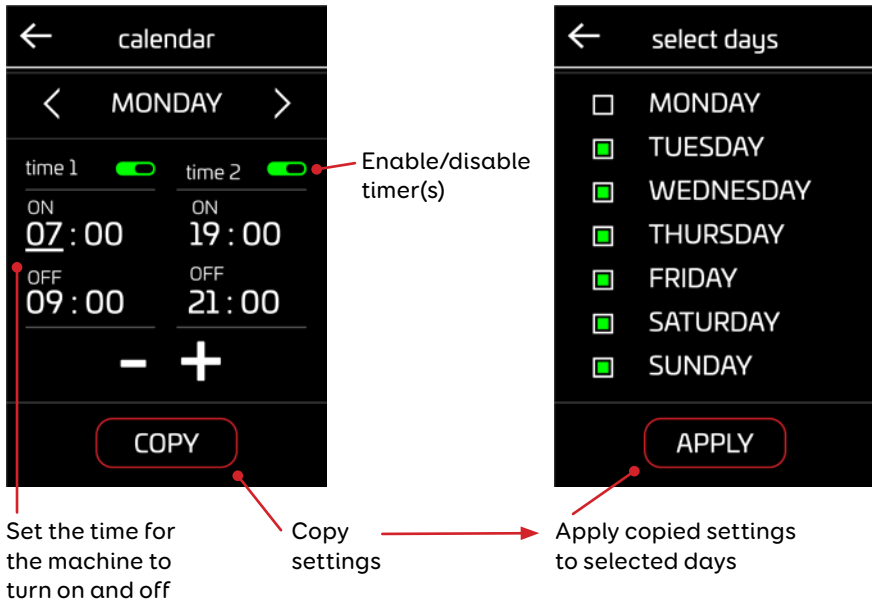 calendar
MONDAY
time 1
time 2
ON
07 : 00
ON
19 : 00
OFF
09 : 00
OFF
21 : 00
- +
COPY
Enable/disable
timer(s)
select days
MONDAY
TUESDAY
WEDNESDAY
THURSDAY
FRIDAY
SATURDAY
SUNDAY
APPLY
Set the time for
the machine to
turn on and off
Copy
settings
Apply copied settings
to selected days